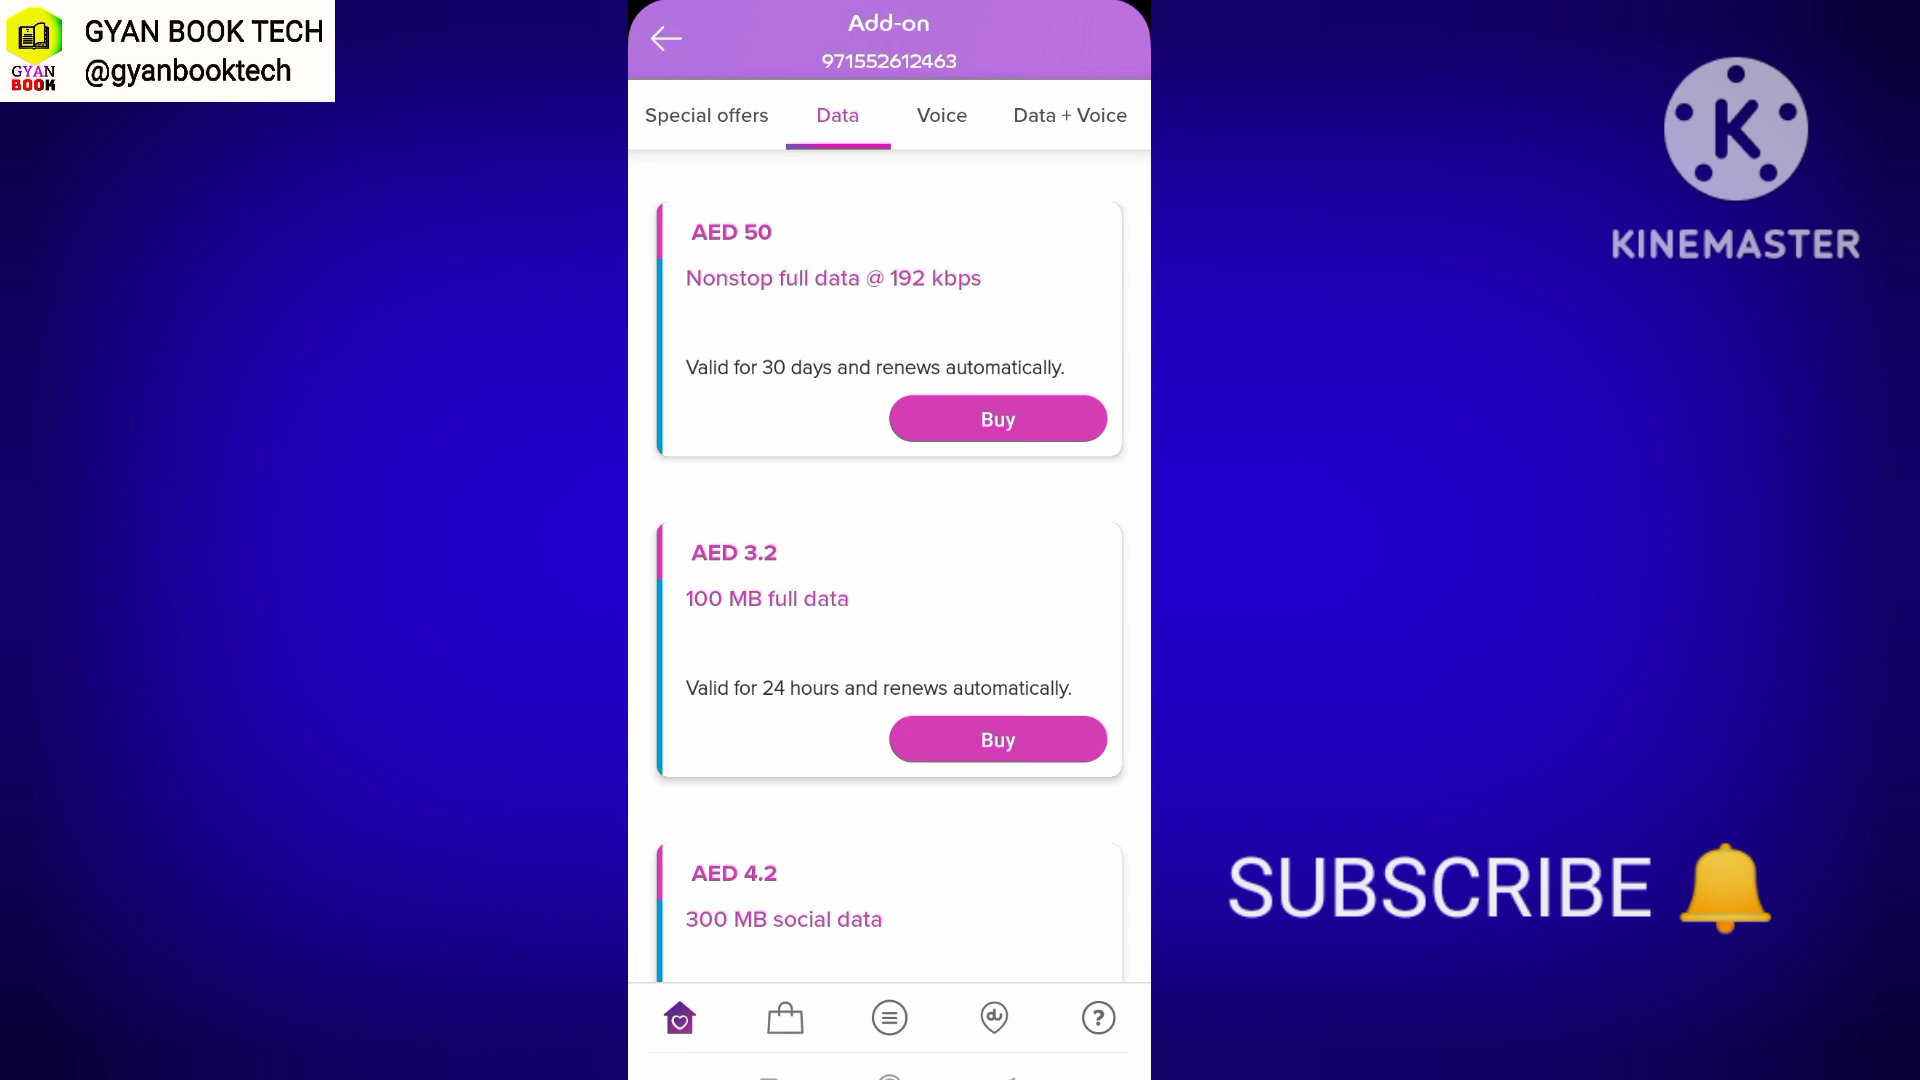 GYAN BOOK TECH
@gyanbooktech
GYAN
BOOK
Add-on
971552612463
Special offers
Data
Voice
Data + Voice
AED 50
Nonstop full data @ 192 kbps
Valid for 30 days and renews automatically.
Buy
AED 3.2
100 MB full data
Valid for 24 hours and renews automatically.
Buy
AED 4.2
300 MB social data
du
?
K
KINEMASTER
SUBSCRIBE